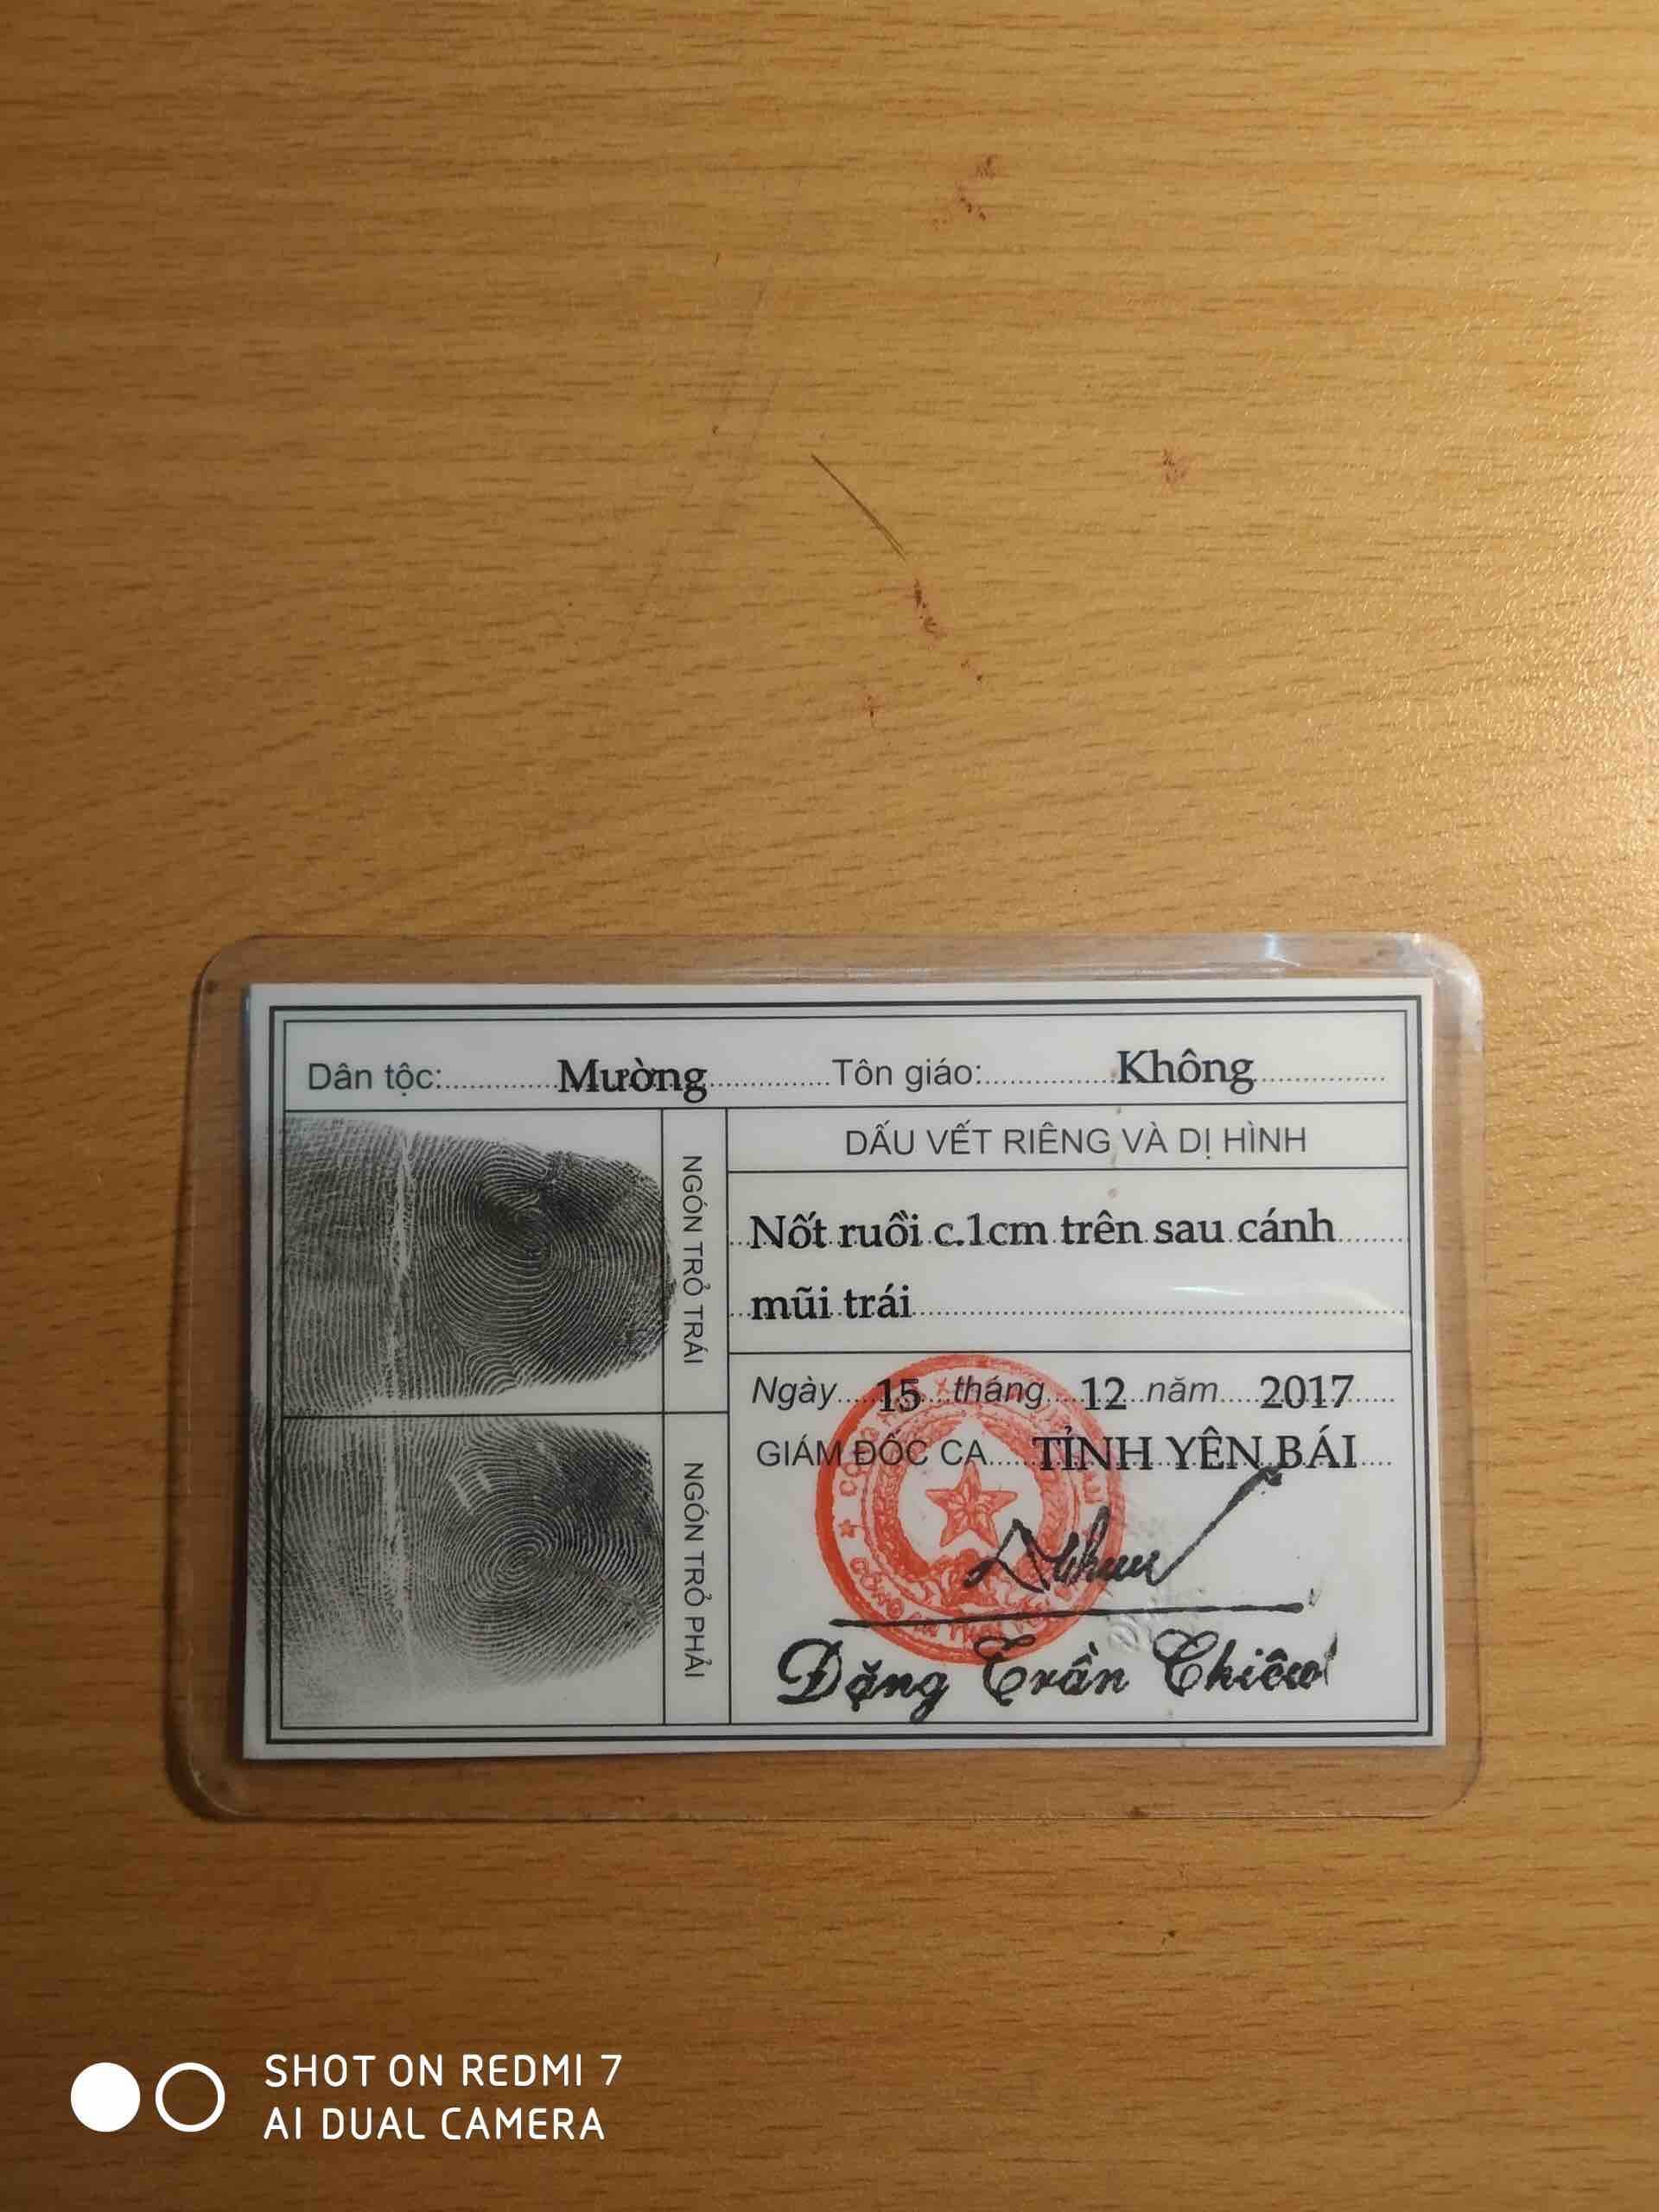 Dân tộc: Mường Tôn giáo: Không
NGÓN TRỎ TRÁI
DẤU VẾT RIÊNG VÀ DỊ HÌNH
Nốt ruồi c.1cm trên sau cánh
mũi trái
NGÓN TRỎ PHẢI
Ngày 15 tháng 12 năm 2017
GIÁM ĐỐC CA TỈNH YÊN BÁI
Đặng Trần Chiêu
SHOT ON REDMI 7
AI DUAL CAMERA